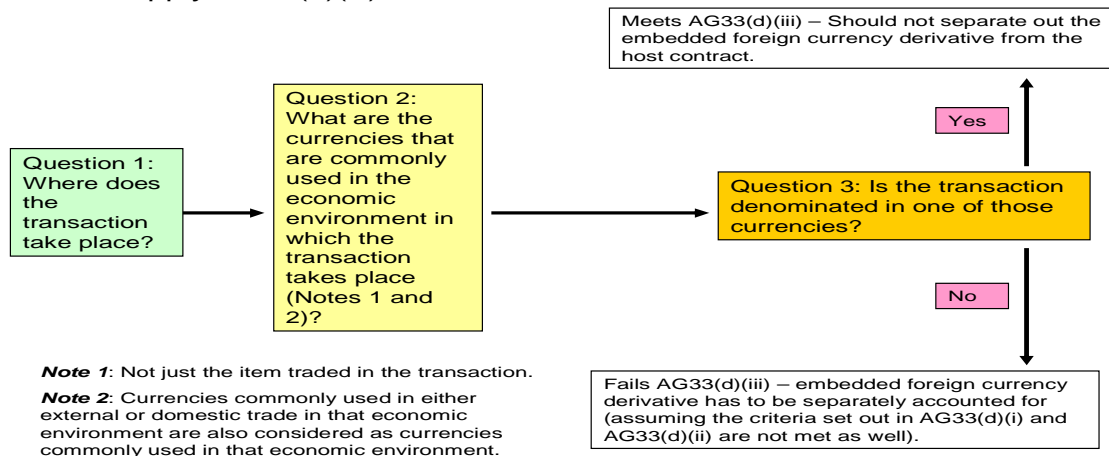 Meets AG33(d)(iii) – Should not separate out the
embedded foreign currency derivative from the
host contract.
Yes
Question 1:
Where does
the
transaction
take place?
Question 2:
What are the
currencies that
are commonly
used in the
economic
environment in
which the
transaction
takes place
(Notes 1 and
2)?
Question 3: Is the transaction
denominated in one of those
currencies?
No
Note 1: Not just the item traded in the transaction.
Note 2: Currencies commonly used in either
external or domestic trade in that economic
environment are also considered as currencies
commonly used in that economic environment.
Fails AG33(d)(iii) – embedded foreign currency
derivative has to be separately accounted for
(assuming the criteria set out in AG33(d)(i) and
AG33(d)(ii) are not met as well).